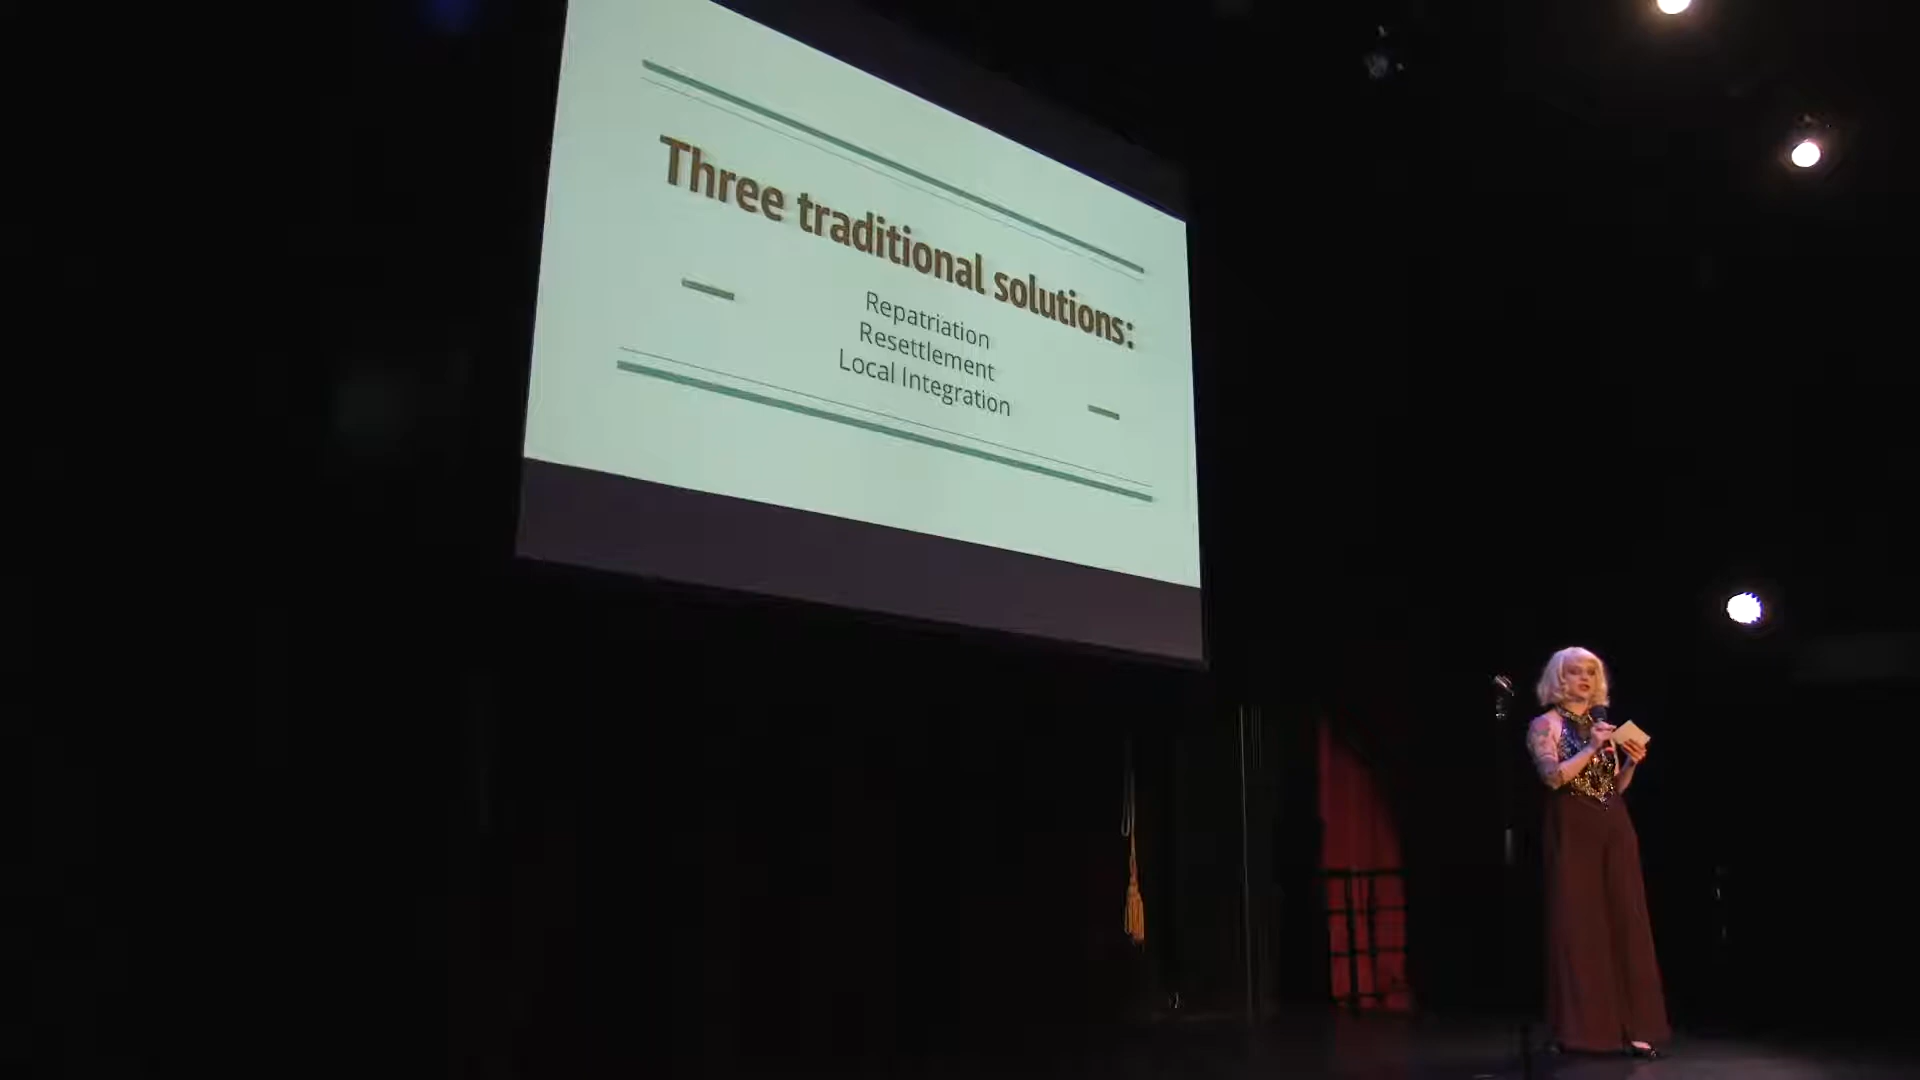 Three traditional solutions:
Repatriation
Resettlement
Local Integration